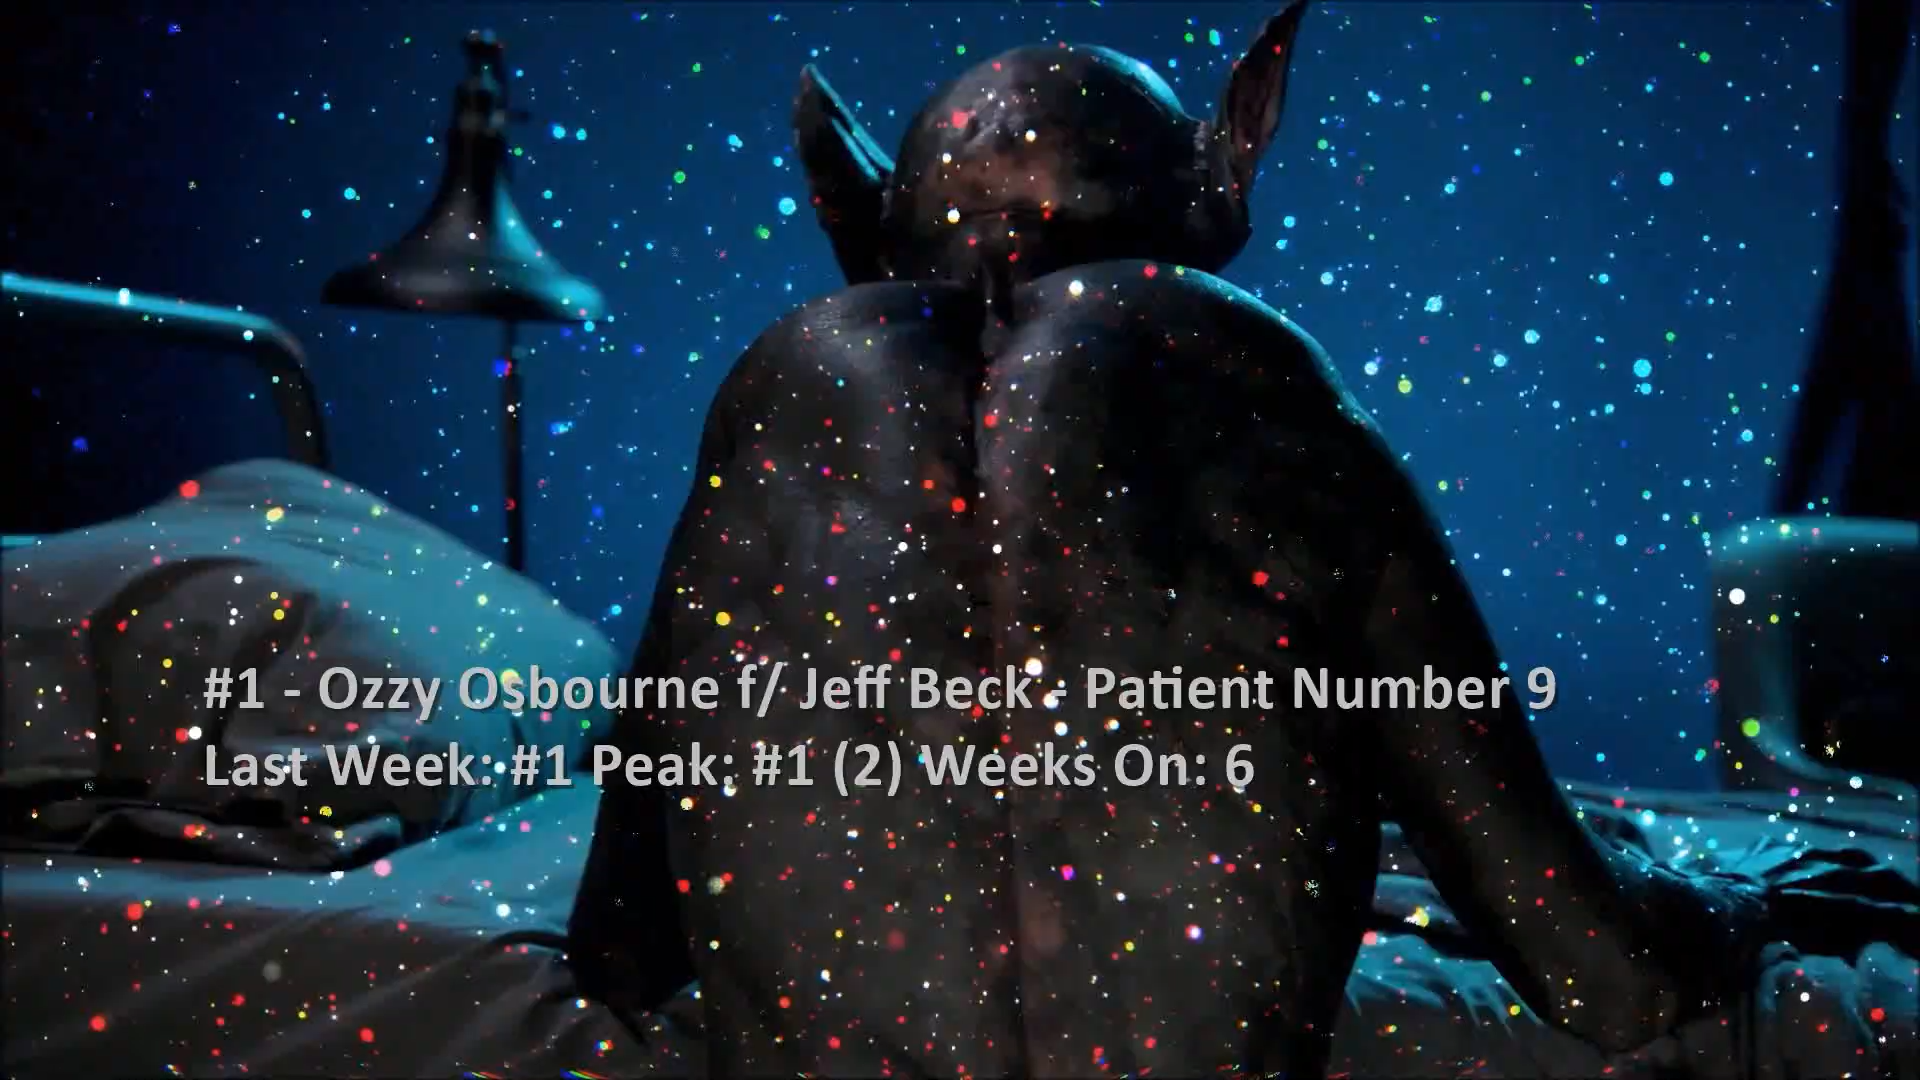 #1 - Ozzy Osbourne f/ Jeff Beck - Patient Number 9
Last Week: #1 Peak: #1 (2) Weeks On: 6